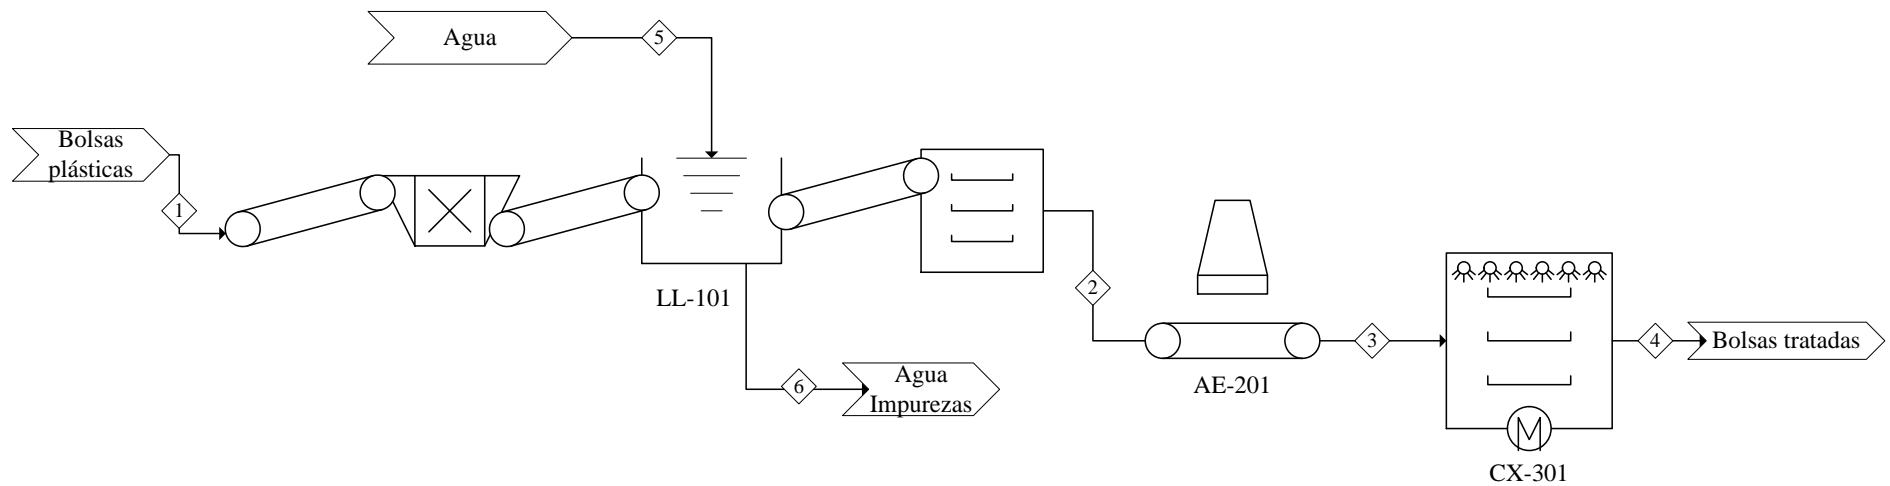 Agua
5
Bolsas
plásticas
1
LL-101
2
3
4
Bolsas tratadas
AE-201
6
Agua
Impurezas
CX-301